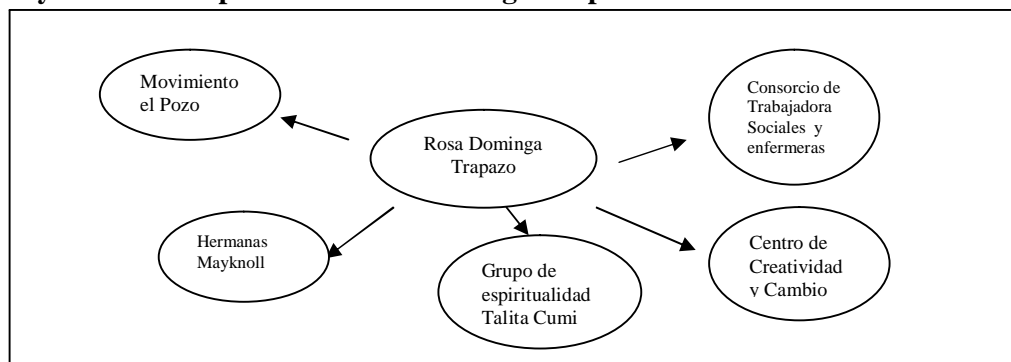 Movimiento
el Pozo
Rosa Dominga
Trapazo
Consorcio de
Trabajadora
Sociales y
enfermeras
Hermanas
Mayknoll
Grupo de
espiritualidad
Talita Cumi
Centro de
Creatividad
y Cambio